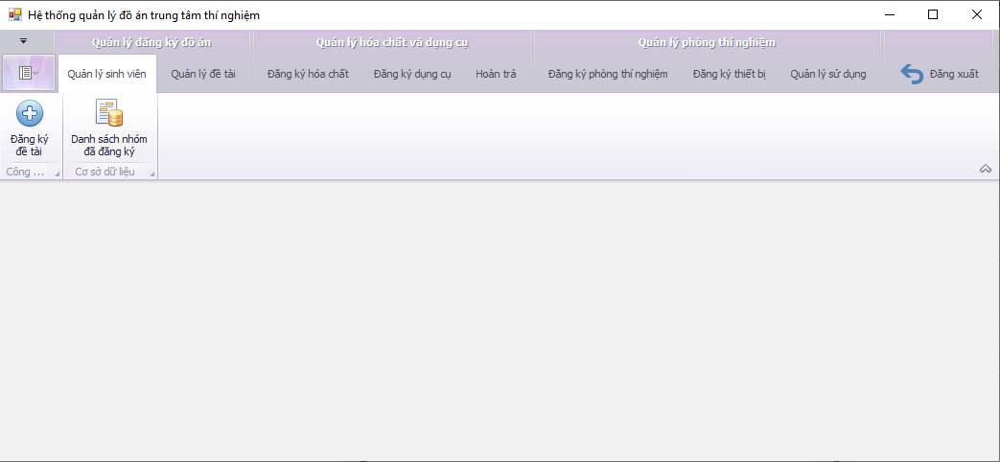 Hệ thống quản lý đồ án trung tâm thí nghiệm
Quản lý đăng ký đồ án
Quản lý hóa chất và dụng cụ
Quản lý phòng thí nghiệm
Quản lý sinh viên
Quản lý đề tài
Đăng ký hóa chất
Đăng ký dụng cụ
Hoàn trả
Đăng ký phòng thí nghiệm
Đăng ký thiết bị
Quản lý sử dụng
Đăng xuất
Đăng ký
đề tài
Danh sách nhóm
đã đăng ký
Công ...
Cơ sở dữ liệu